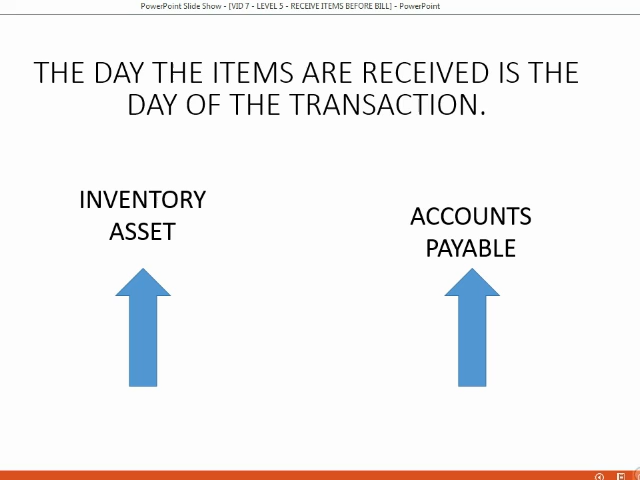 PowerPoint Slide Show - [VID 7 - LEVEL 5 - RECEIVE ITEMS BEFORE BILL] - PowerPoint
THE DAY THE ITEMS ARE RECEIVED IS THE
DAY OF THE TRANSACTION.
INVENTORY
ASSET
ACCOUNTS
PAYABLE